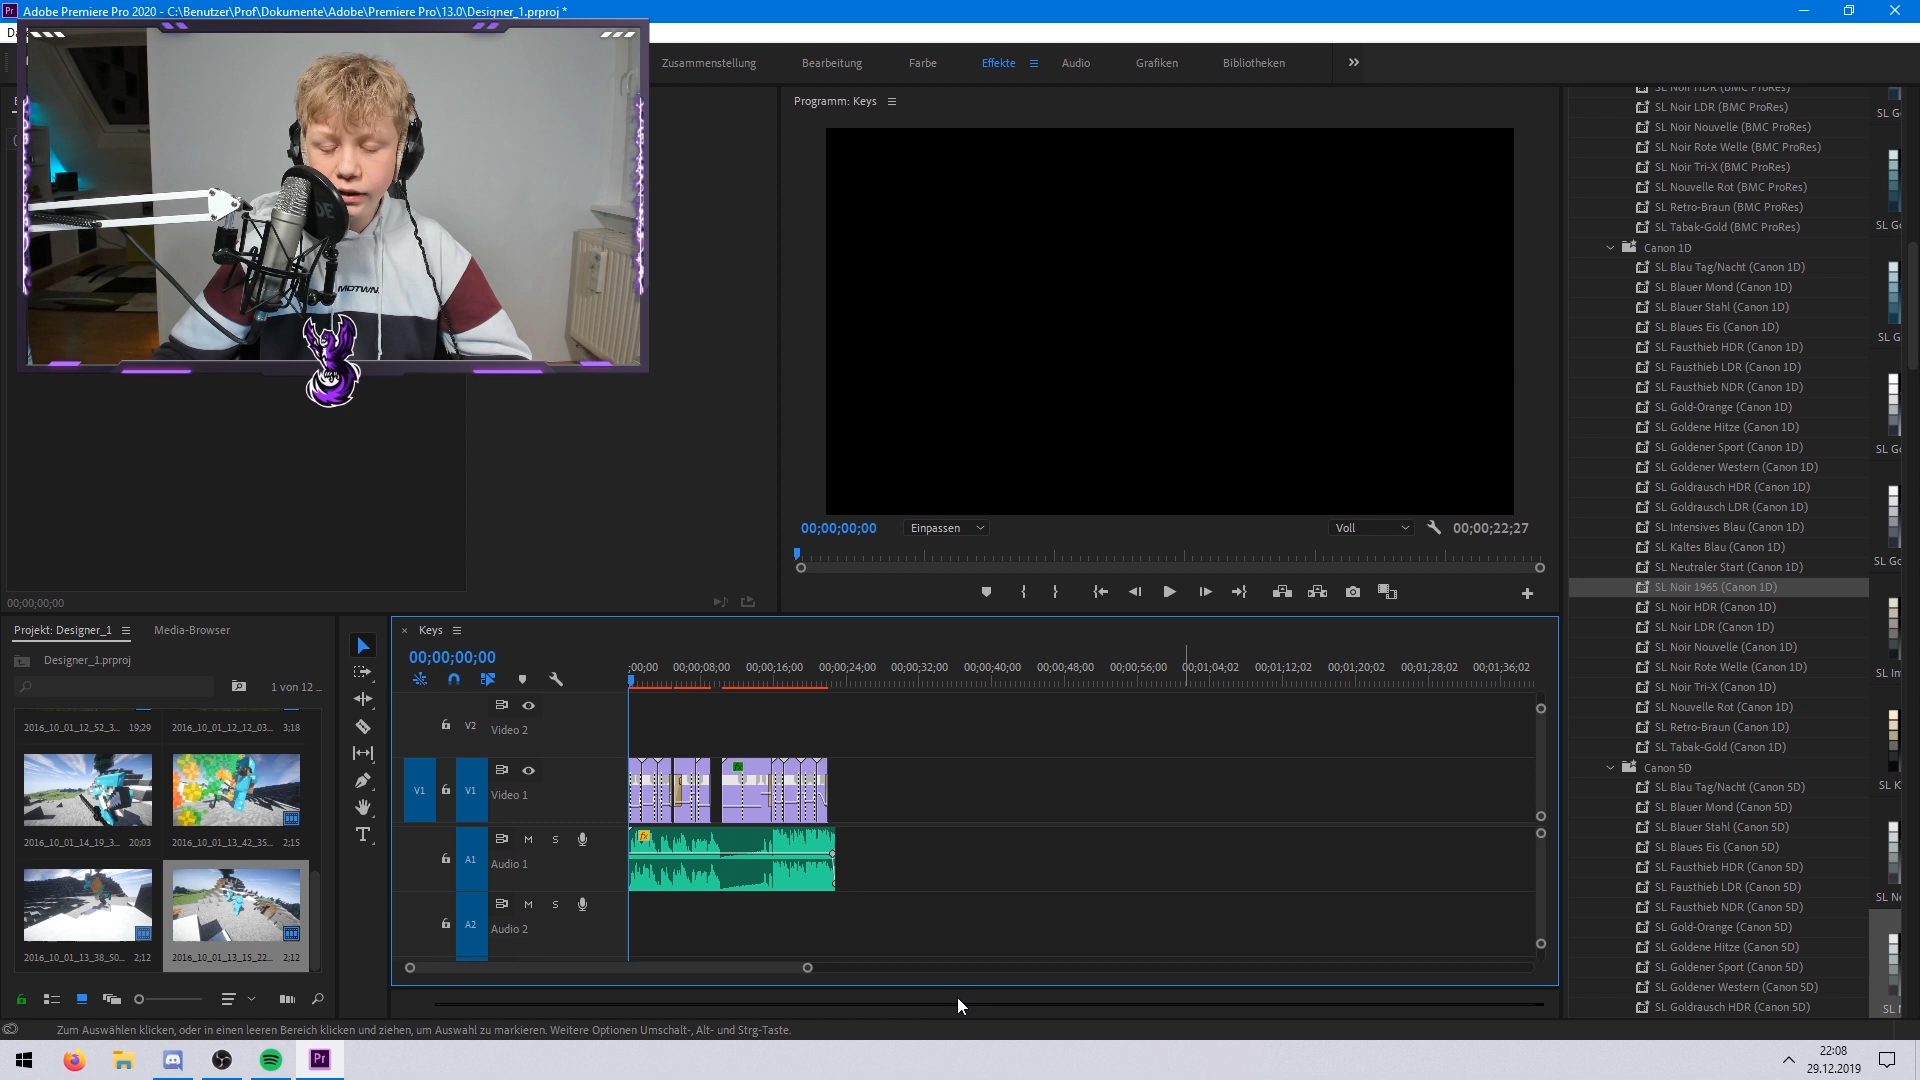 Adobe Premiere Pro 2020 - C:\Benutzer\Prof\Dokumente\Adobe\Premiere Pro\13.0\Designer_1.prproj *
Zusammenstellung
Bearbeitung
Farbe
Effekte
Audio
Grafiken
Bibliotheken
MDTWN.
00;00;00;00
Programm: Keys
00;00;00;00
Einpassen
Voll
00;00;22;27
SL Noir HDR (BMC ProRes)
SL Noir LDR (BMC ProRes)
SL Noir Nouvelle (BMC ProRes)
SL Noir Rote Welle (BMC ProRes)
SL Noir Tri-X (BMC ProRes)
SL Nouvelle Rot (BMC ProRes)
SL Retro-Braun (BMC ProRes)
SL Tabak-Gold (BMC ProRes)
Canon 1D
SL Blau Tag/Nacht (Canon 1D)
SL Blauer Mond (Canon 1D)
SL Blauer Stahl (Canon 1D)
SL Blaues Eis (Canon 1D)
SL Fausthieb HDR (Canon 1D)
SL Fausthieb LDR (Canon 1D)
SL Fausthieb NDR (Canon 1D)
SL Gold-Orange (Canon 1D)
SL Goldene Hitze (Canon 1D)
SL Goldener Sport (Canon 1D)
SL Goldener Western (Canon 1D)
SL Goldrausch HDR (Canon 1D)
SL Goldrausch LDR (Canon 1D)
SL Intensives Blau (Canon 1D)
SL Kaltes Blau (Canon 1D)
SL Neutraler Start (Canon 1D)
SL Noir 1965 (Canon 1D)
SL Noir HDR (Canon 1D)
SL Noir LDR (Canon 1D)
SL Noir Nouvelle (Canon 1D)
SL Noir Rote Welle (Canon 1D)
SL Noir Tri-X (Canon 1D)
SL Nouvelle Rot (Canon 1D)
SL Retro-Braun (Canon 1D)
SL Tabak-Gold (Canon 1D)
Canon 5D
SL Blau Tag/Nacht (Canon 5D)
SL Blauer Mond (Canon 5D)
SL Blauer Stahl (Canon 5D)
SL Blaues Eis (Canon 5D)
SL Fausthieb HDR (Canon 5D)
SL Fausthieb LDR (Canon 5D)
SL Fausthieb NDR (Canon 5D)
SL Gold-Orange (Canon 5D)
SL Goldene Hitze (Canon 5D)
SL Goldener Sport (Canon 5D)
SL Goldener Western (Canon 5D)
SL Goldrausch HDR (Canon 5D)
Projekt: Designer_1
Media-Browser
Designer_1.prproj
1 von 12 ...
2016_10_01_12_52_3... 19;29
2016_10_01_12_12_03... 3;18
2016_10_01_14_19_3... 20;03
2016_10_01_13_42_35... 2;15
2016_10_01_13_38_50... 2;12
2016_10_01_13_15_22... 2;12
Keys
00;00;00;00
;00;00 00;00;08;00 00;00;16;00 00;00;24;00 00;00;32;00 00;00;40;00 00;00;48;00 00;00;56;00 00;01;04;02 00;01;12;02 00;01;20;02 00;01;28;02 00;01;36;02
V2
Video 2
V1 V1
Video 1
fx
M S
A1
Audio 1
fx
M S
A2
Audio 2
Zum Auswählen klicken, oder in einen leeren Bereich klicken und ziehen, um Auswahl zu markieren. Weitere Optionen Umschalt-, Alt- und Strg-Taste.
Pr
22:08
29.12.2019